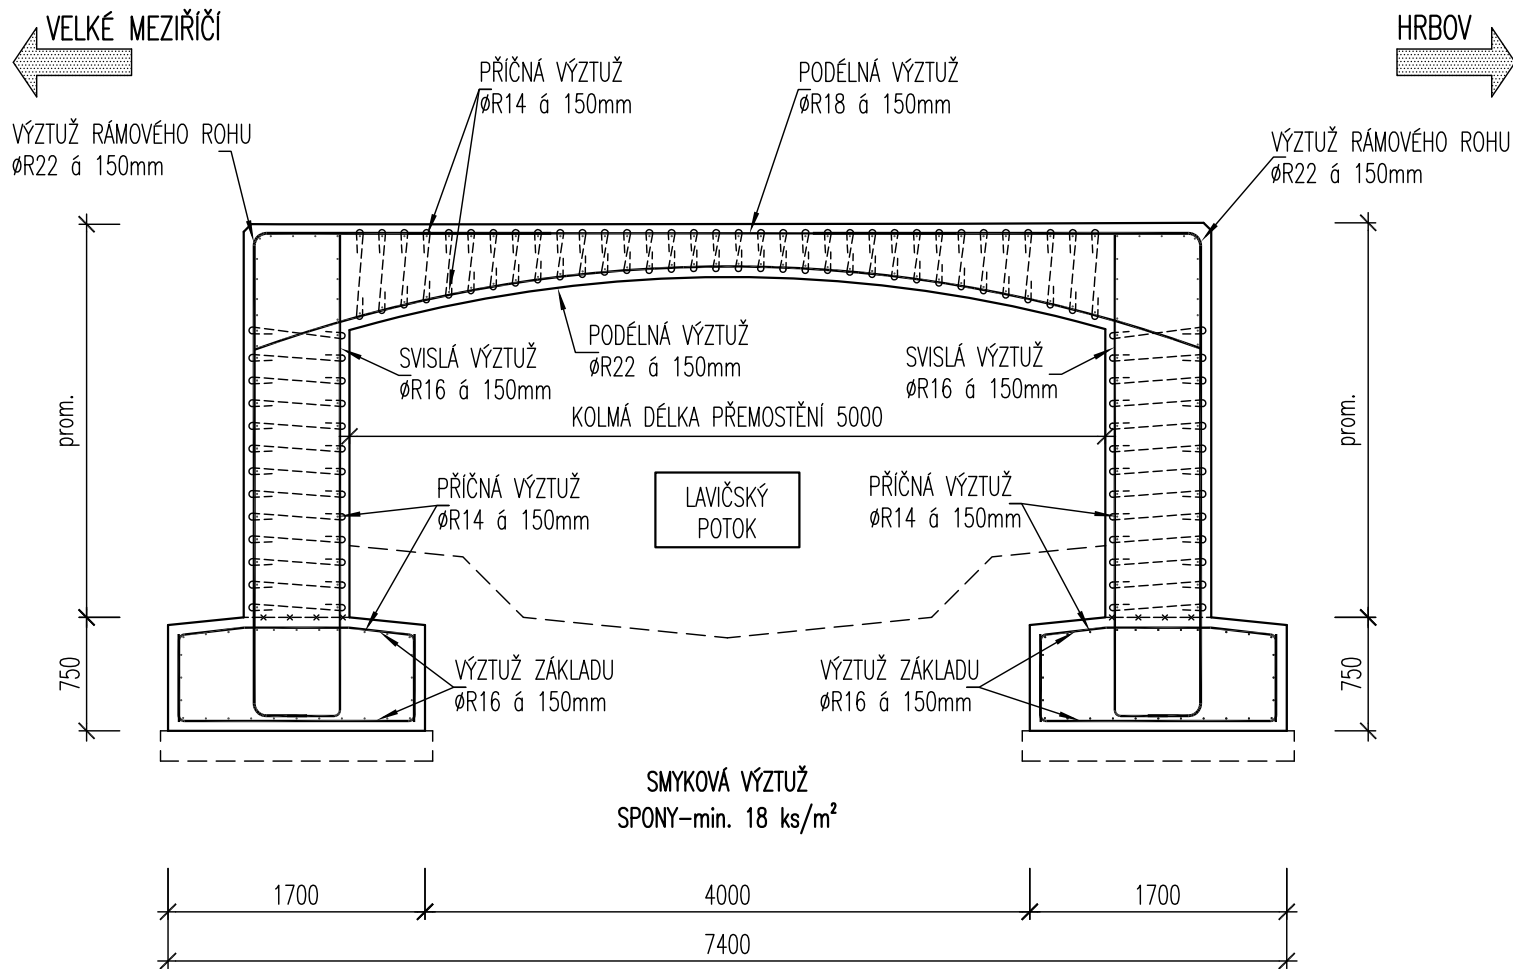 VELKÉ MEZIŘÍČÍ
HRBOV
PŘÍČNÁ VÝZTUŽ
øR14 á 150mm
PODÉLNÁ VÝZTUŽ
øR18 á 150mm
VÝZTUŽ RÁMOVÉHO ROHU
øR22 á 150mm
VÝZTUŽ RÁMOVÉHO ROHU
øR22 á 150mm
PODÉLNÁ VÝZTUŽ
øR22 á 150mm
SVISLÁ VÝZTUŽ
øR16 á 150mm
SVISLÁ VÝZTUŽ
øR16 á 150mm
prom.
prom.
KOLMÁ DÉLKA PŘEMOSTĚNÍ 5000
PŘÍČNÁ VÝZTUŽ
øR14 á 150mm
LAVIČSKÝ
POTOK
PŘÍČNÁ VÝZTUŽ
øR14 á 150mm
750
750
VÝZTUŽ ZÁKLADU
øR16 á 150mm
VÝZTUŽ ZÁKLADU
øR16 á 150mm
SMYKOVÁ VÝZTUŽ
SPONY-min. 18 ks/m²
1700
4000
1700
7400